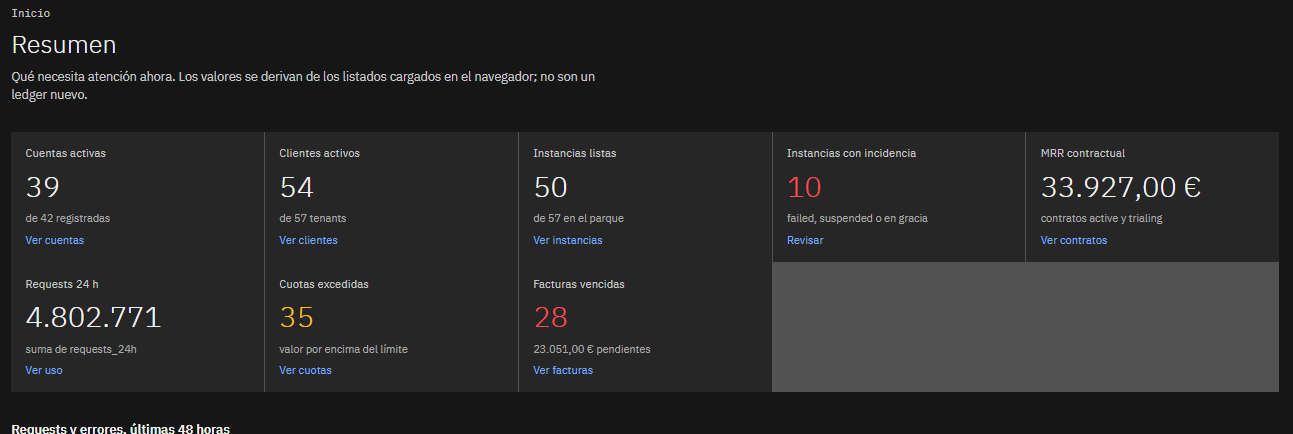 Inicio
Resumen
Qué necesita atención ahora. Los valores se derivan de los listados cargados en el navegador; no son un
ledger nuevo.
Cuentas activas
39
de 42 registradas
Ver cuentas
Clientes activos
54
de 57 tenants
Ver clientes
Instancias listas
50
de 57 en el parque
Ver instancias
Instancias con incidencia
10
failed, suspended o en gracia
Revisar
MRR contractual
33.927,00 €
contratos active y trialing
Ver contratos
Requests 24 h
4.802.771
suma de requests_24h
Ver uso
Cuotas excedidas
35
valor por encima del límite
Ver cuotas
Facturas vencidas
28
23.051,00 € pendientes
Ver facturas
Requests y errores, últimas 48 horas